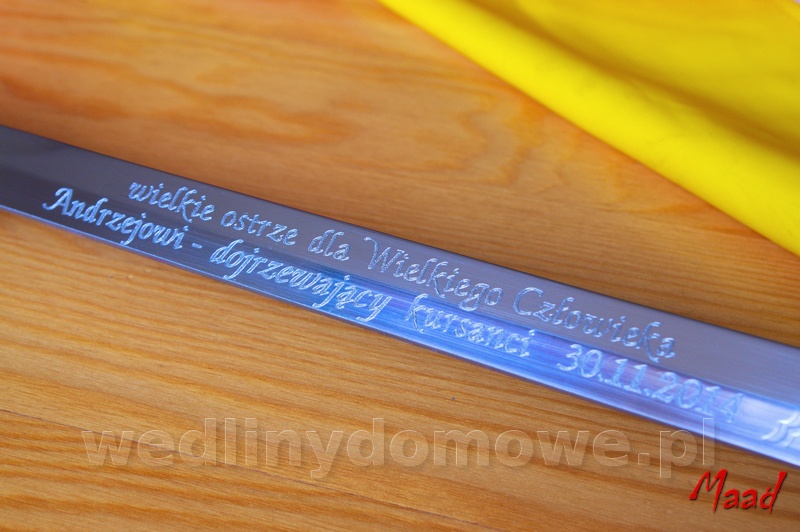 wielkie ostrze dla Wielkiego Człowieka
Andrzejowi - dojrzewający kursanci 30.11.2014
wedlinydomowe.pl
Maad